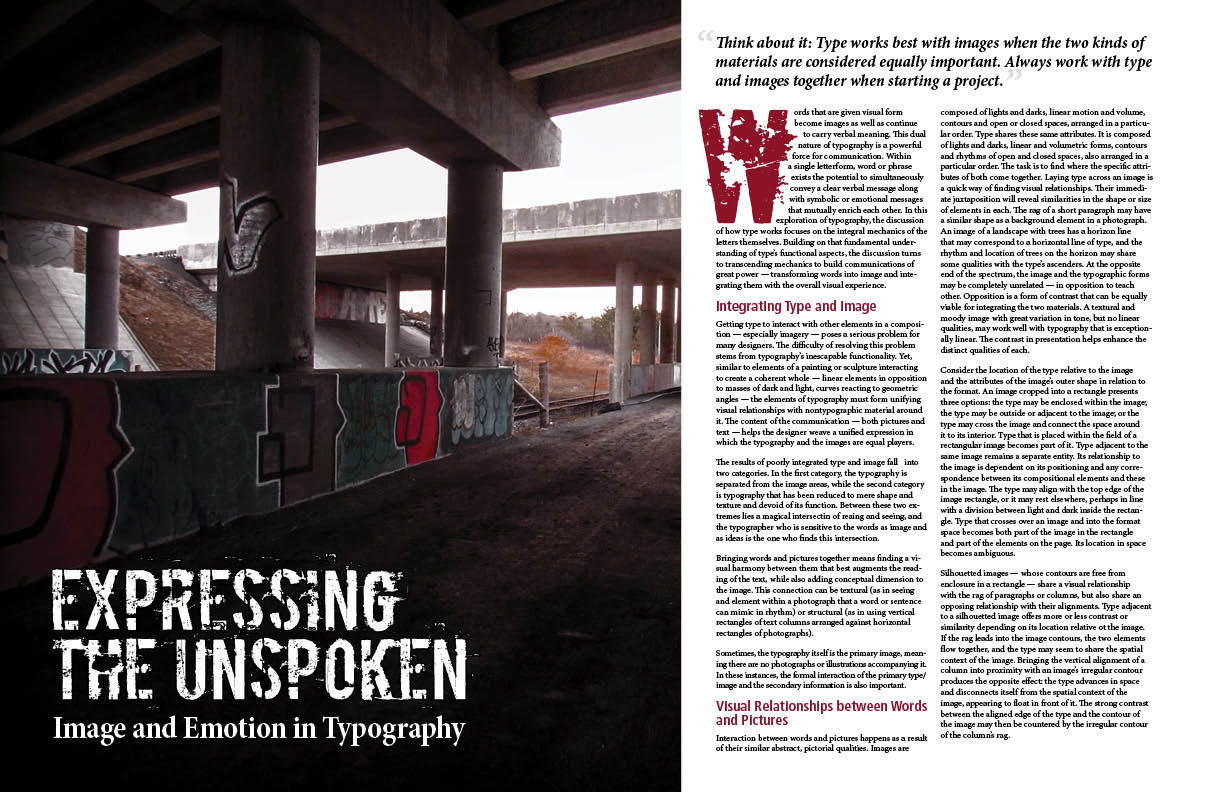 EXPRESSING
THE UNSPOKEN
Image and Emotion in Typography
“Think about it: Type works best with images when the two kinds of
materials are considered equally important. Always work with type
and images together when starting a project.”
Words that are given visual form
become images as well as continue
to carry verbal meaning. This dual
nature of typography is a powerful
force for communication. Within
a single letterform, word or phrase
exists the potential to simultaneously
convey a clear verbal message along
with symbolic or emotional messages
that mutually enrich each other. In this
exploration of typography, the discussion
of how type works focuses on the integral mechanics of the
letters themselves. Building on that fundamental under-
standing of type’s functional aspects, the discussion turns
to transcending mechanics to build communications of
great power — transforming words into image and inte-
grating them with the overall visual experience.
Integrating Type and Image
Getting type to interact with other elements in a composi-
tion — especially imagery — poses a serious problem for
many designers. The difficulty of resolving this problem
stems from typography’s inescapable functionality. Yet,
similar to elements of a painting or sculpture interacting
to create a coherent whole — linear elements in opposition
to masses of dark and light, curves reacting to geometric
angles — the elements of typography must form unifying
visual relationships with nontypographic material around
it. The content of the communication — both pictures and
text — helps the designer weave a unified expression in
which the typography and the images are equal players.
The results of poorly integrated type and image fall into
two categories. In the first category, the typography is
separated from the image areas, while the second category
is typography that has been reduced to mere shape and
texture and devoid of its function. Between these two ex-
tremes lies a magical intersectin of reaing and seeing, and
the typographer who is sensitive to the words as image and
as ideas is the one who finds this intersection.
Bringing words and pictures together means finding a vi-
sual harmony between them that best augments the read-
ing of the text, while also adding conceptual dimension to
the image. This connection can be textural (as in seeing
and element within a photograph that a word or sentence
can mimic in rhythm) or structural (as in using vertical
rectangles of text columns arranged against horizontal
rectangles of photographs).
Sometimes, the typography itself is the primary image, mean-
ing there are no photographs or illustrations accompanying it.
In these instances, the formal interaction of the primary type/
image and the secondary information is also important.
Visual Relationships between Words
and Pictures
Interaction between words and pictures happens as a result
of their similar abstract, pictorial qualities. Images are
composed of lights and darks, linear motion and volume,
contours and open or closed spaces, arranged in a particu-
lar order. Type shares these same attributes. It is composed
of lights and darks, linear and volumetric forms, contours
and rhythms of open and closed spaces, also arranged in a
particular order. The task is to find where the specific attri-
butes of both come together. Laying type across an image is
a quick way of finding visual relationships. Their immedi-
ate juxtaposition will reveal similarities in the shape or size
of elements in each. The rag of a short paragraph may have
a similar shape as a background element in a photograph.
An image of a landscape with trees has a horizon line
that may correspond to a horizontal line of type, and the
rhythm and location of trees on the horizon may share
some qualities with the type’s ascenders. At the opposite
end of the spectrum, the image and the typographic forms
may be completely unrelated — in opposition to teach
other. Opposition is a form of contrast that can be equally
viable for integrating the two materials. A textural and
moody image with great variation in tone, but no linear
qualities, may work well with typography that is exception-
ally linear. The contrast in presentation helps enhance the
distinct qualities of each.
Consider the location of the type relative to the image
and the attributes of the image’s outer shape in relation to
the format. An image cropped into a rectangle presents
three options: the type may be enclosed within the image;
the type may be outside or adjacent to the image; or the
type may cross the image and connect the space around
it to its interior. Type that is placed within the field of a
rectangular image becomes part of it. Type adjacent to the
same image remains a separate entity. Its relationship to
the image is dependent on its positioning and any corre-
spondence between its compositional elements and these
in the image. The type may align with the top edge of the
image rectangle, or it may rest elsewhere, perhaps in line
with a division between light and dark inside the rectan-
gle. Type that crosses over an image and into the format
space becomes both part of the image in the rectangle
and part of the elements on the page. Its location in space
becomes ambiguous.
Silhouetted images — whose contours are free from
enclosure in a rectangle — share a visual relationship
with the rag of paragraphs or columns, but also share an
opposing relationship with their alignments. Type adjacent
to a silhouetted image offers more or less contrast or
similarity depending on its location relative ot the image.
If the rag leads into the image contours, the two elements
flow together, and the type may seem to share the spatial
context of the image. Bringing the vertical alignment of a
column into proximity with an image’s irregular contour
produces the opposite effect: the type advances in space
and disconnects itself from the spatial context of the
image, appearing to float in front of it. The strong contrast
between the aligned edge of the type and the contour of
the image may then be countered by the irregular contour
of the column’s rag.